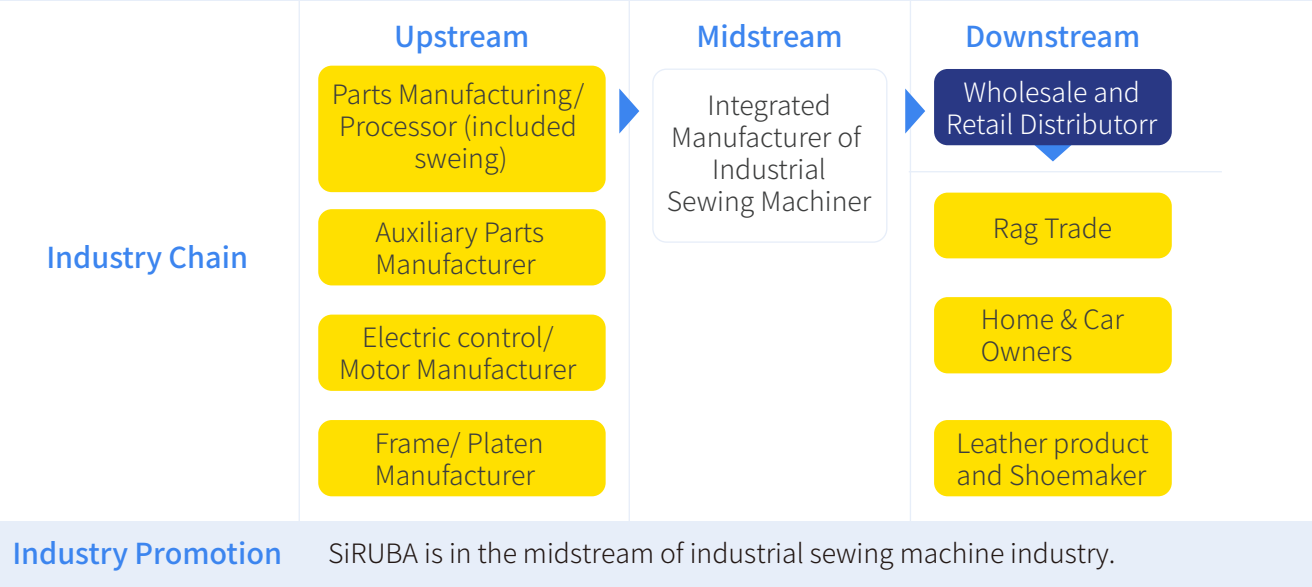 Upstream
Midstream
Downstream
Industry Chain
Parts Manufacturing/
Processor (included
sweing)
Auxiliary Parts
Manufacturer
Electric control/
Motor Manufacturer
Frame/ Platen
Manufacturer
Integrated
Manufacturer of
Industrial
Sewing Machiner
Wholesale and
Retail Distributorr
Rag Trade
Home & Car
Owners
Leather product
and Shoemaker
Industry Promotion
SiRUBA is in the midstream of industrial sewing machine industry.